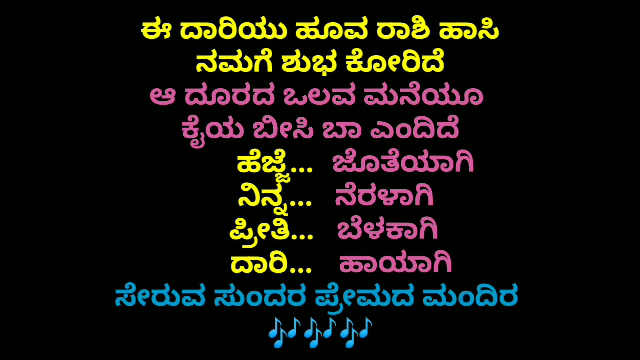 ಈ ದಾರಿಯು ಹೂವ ರಾಶಿ ಹಾಸಿ
ನಮಗೆ ಶುಭ ಕೋರಿದೆ
ಆ ದೂರದ ಒಲವ ಮನೆಯೂ
ಕೈಯ ಬೀಸಿ ಬಾ ಎಂದಿದೆ
ಹೆಜ್ಜೆ... ಜೊತೆಯಾಗಿ
ನಿನ್ನ... ನೆರಳಾಗಿ
ಪ್ರೀತಿ... ಬೆಳಕಾಗಿ
ದಾರಿ... ಹಾಯಾಗಿ
ಸೇರುವ ಸುಂದರ ಪ್ರೇಮದ ಮಂದಿರ
🎶🎶🎶